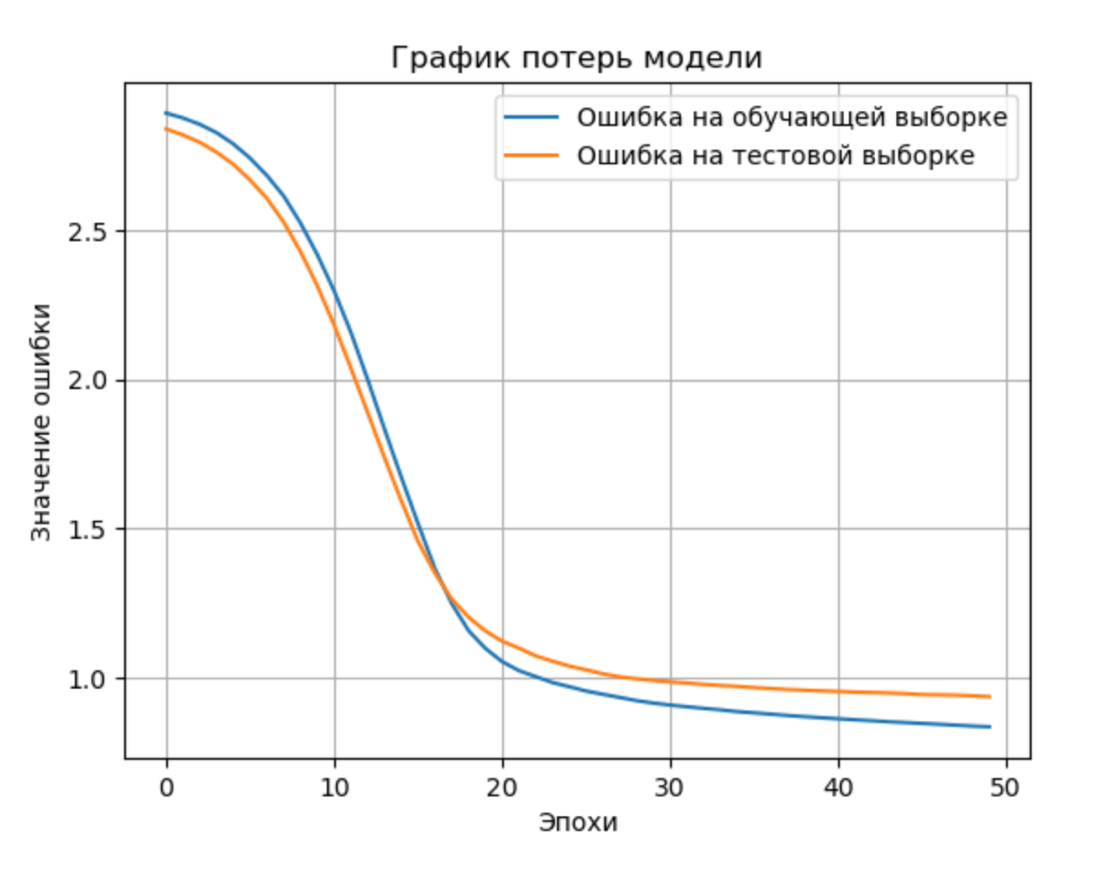 График потерь модели
Ошибка на обучающей выборке
Ошибка на тестовой выборке
Значение ошибки
2.5
2.0
1.5
1.0
0 10 20 30 40 50
Эпохи